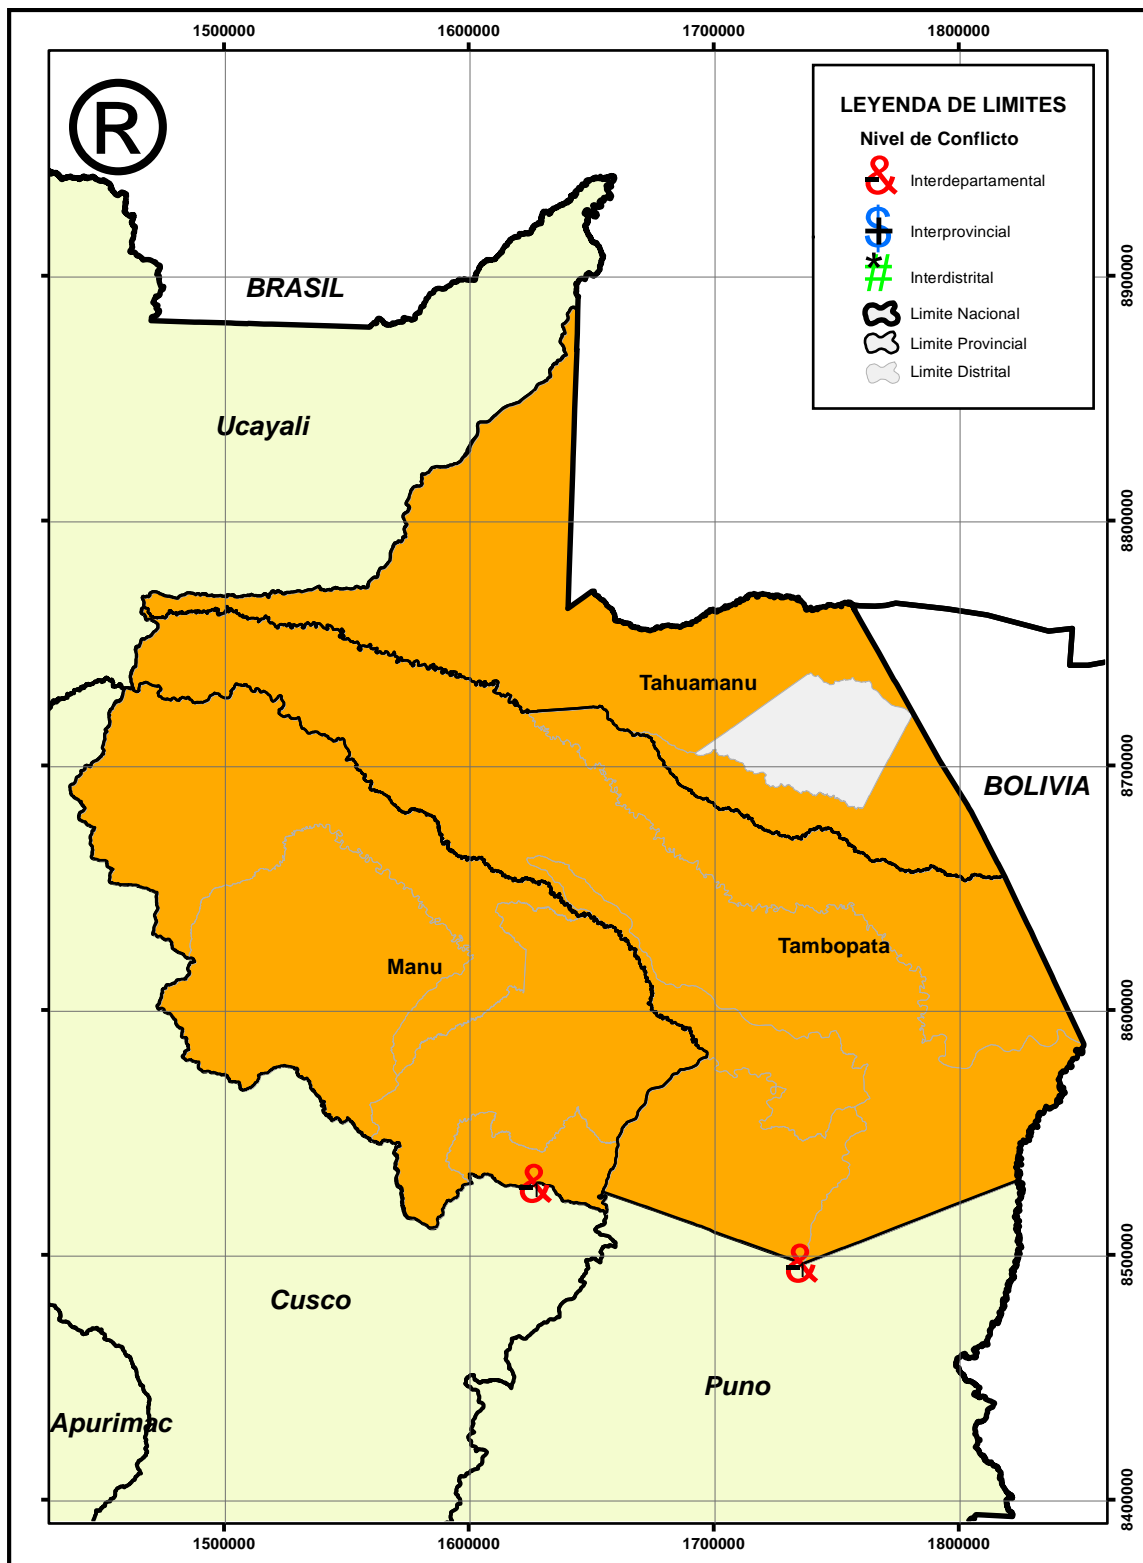 1500000
1600000
1700000
1800000
R
LEYENDA DE LIMITES
Nivel de Conflicto
& Interdepartamental
$ Interprovincial
*
# Interdistrital
Limite Nacional
Limite Provincial
Limite Distrital
BRASIL
8900000
Ucayali
8800000
Tahuamanu
8700000
BOLIVIA
Tambopata
Manu
8600000
&
&
8500000
Cusco
Puno
Apurimac
8400000
1500000
1600000
1700000
1800000